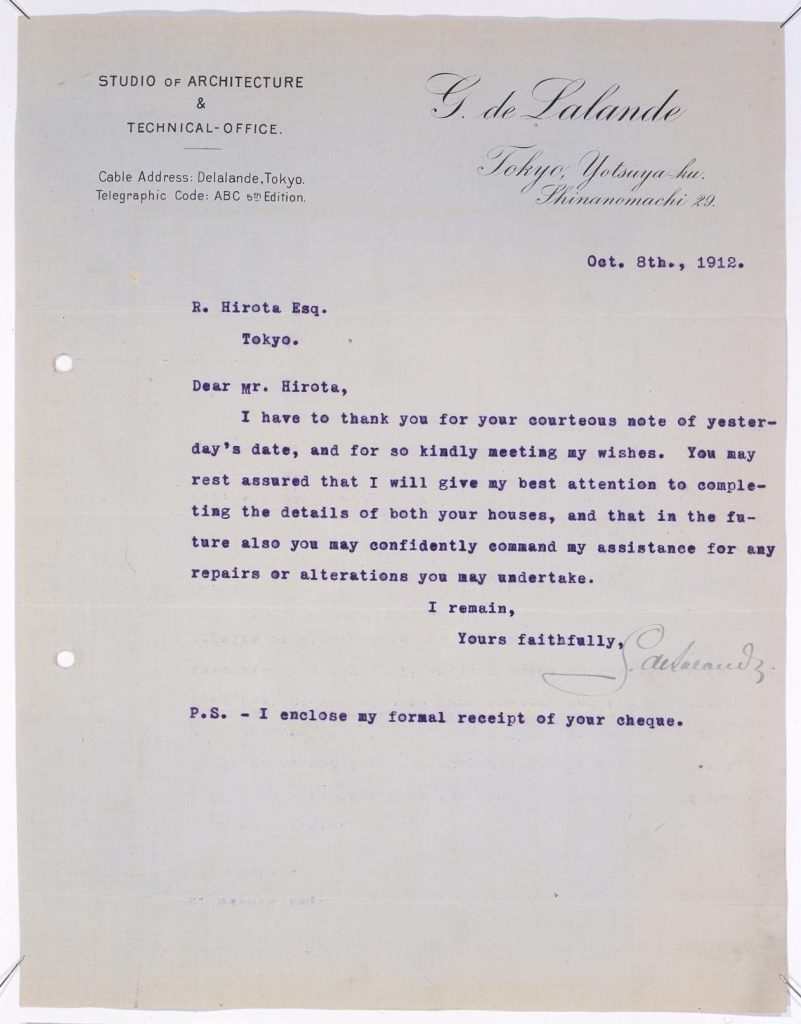 STUDIO OF ARCHITECTURE
&
TECHNICAL-OFFICE.
Cable Address: Delalande, Tokyo.
Telegraphic Code: ABC 5th Edition.
G. de Lalande
Tokyo, Yotsuya-ku.
Shinanomachi 29.
Oct. 8th., 1912.
R. Hirota Esq.
Tokyo.
Dear Mr. Hirota,
I have to thank you for your courteous note of yester-
day's date, and for so kindly meeting my wishes. You may
rest assured that I will give my best attention to comple-
ting the details of both your houses, and that in the fu-
ture also you may confidently command my assistance for any
repairs or alterations you may undertake.
I remain,
Yours faithfully,
G. de Lalande.
P.S. - I enclose my formal receipt of your cheque.